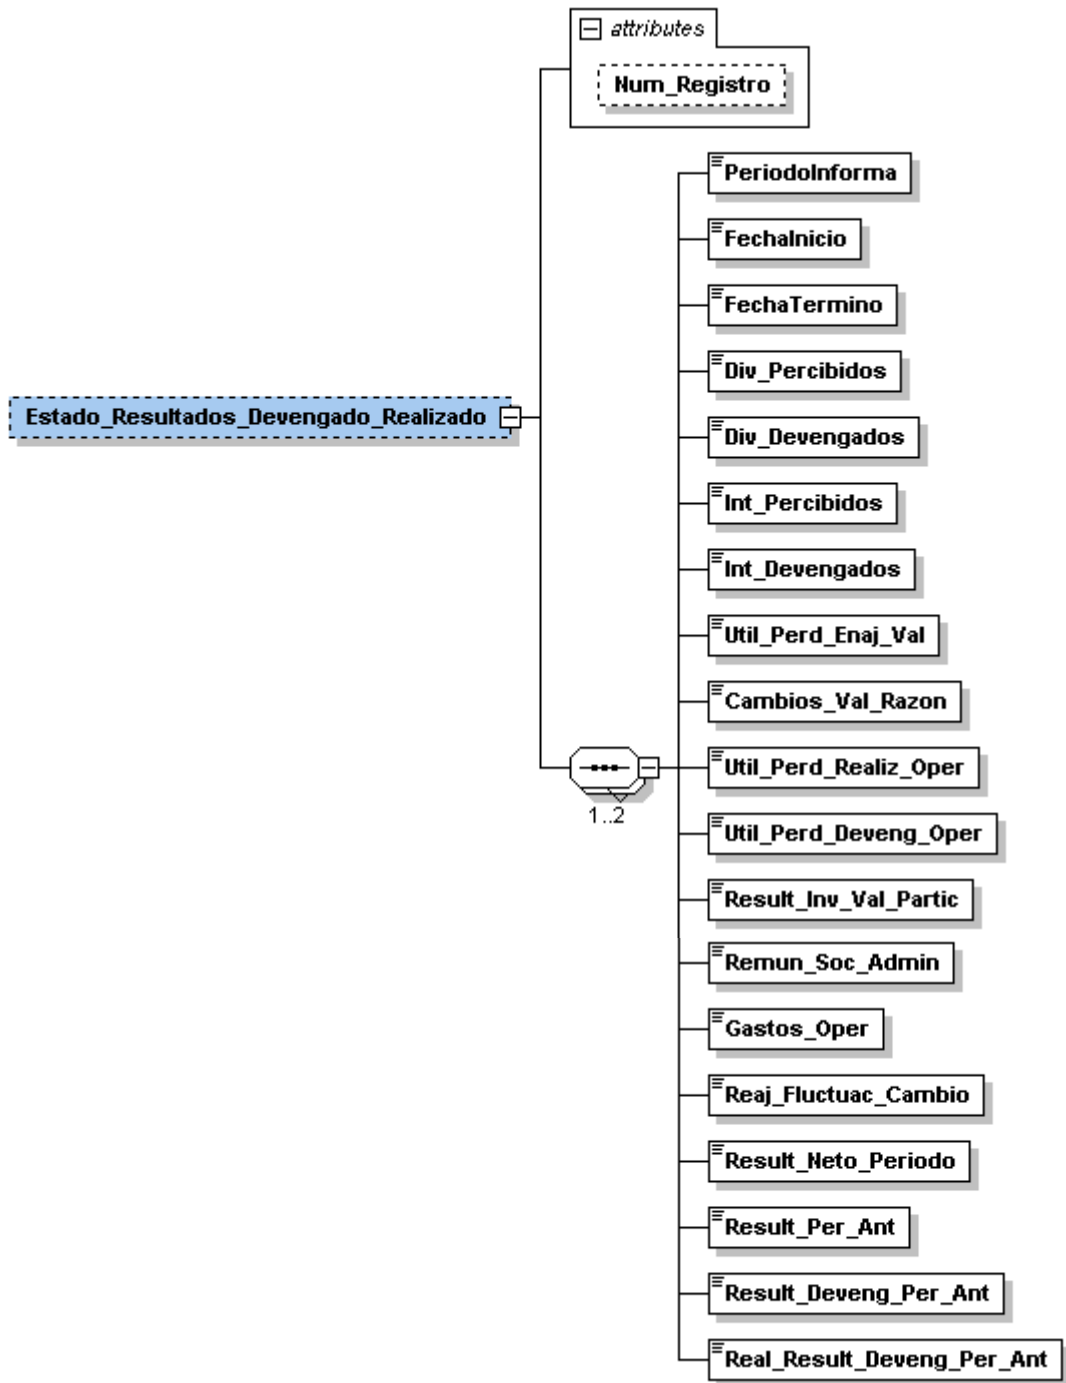 attributes
Num_Registro
PeriodoInforma
FechaInicio
FechaTermino
Div_Percibidos
Estado_Resultados_Devengado_Realizado
Div_Devengados
Int_Percibidos
Int_Devengados
Util_Perd_Enaj_Val
Cambios_Val_Razon
Util_Perd_Realiz_Oper
1..2
Util_Perd_Deveng_Oper
Result_Inv_Val_Partic
Remun_Soc_Admin
Gastos_Oper
Reaj_Fluctuac_Cambio
Result_Neto_Periodo
Result_Per_Ant
Result_Deveng_Per_Ant
Real_Result_Deveng_Per_Ant